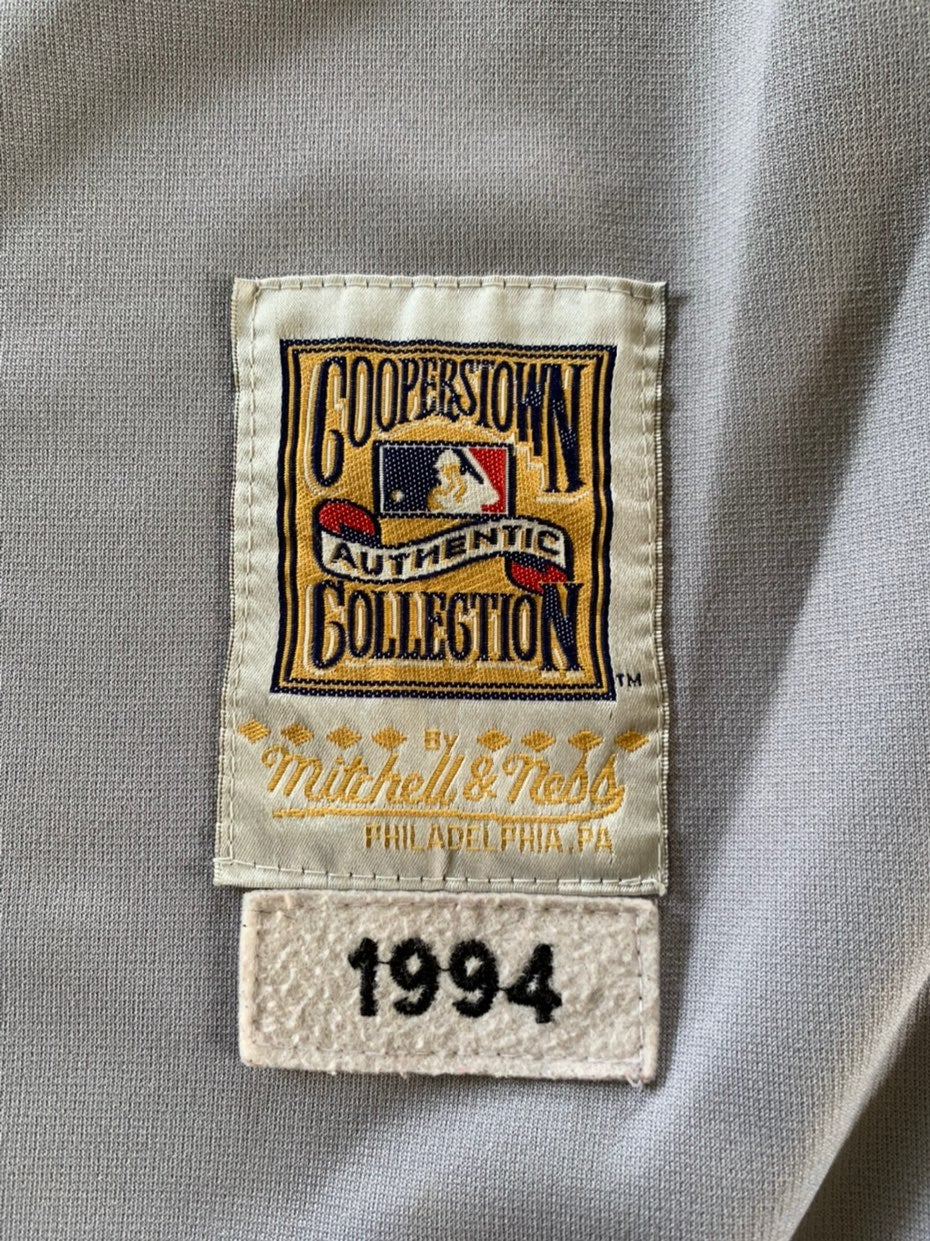 COOPERSTOWN
AUTHENTIC
COLLECTION
TM
By
Mitchell & Ness
PHILADELPHIA, PA
1994